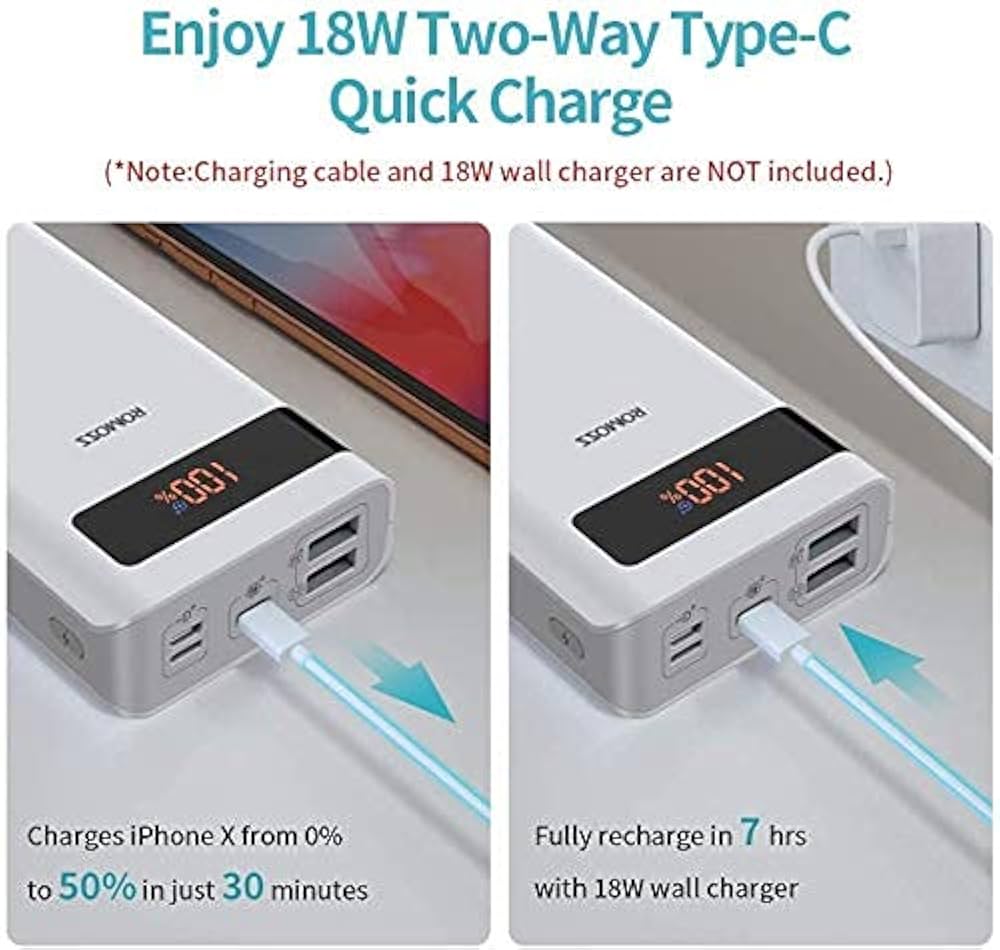 Enjoy 18W Two-Way Type-C
Quick Charge
(*Note:Charging cable and 18W wall charger are NOT included.)
ROMOSS
100%
ROMOSS
100%
Charges iPhone X from 0%
to 50% in just 30 minutes
Fully recharge in 7 hrs
with 18W wall charger